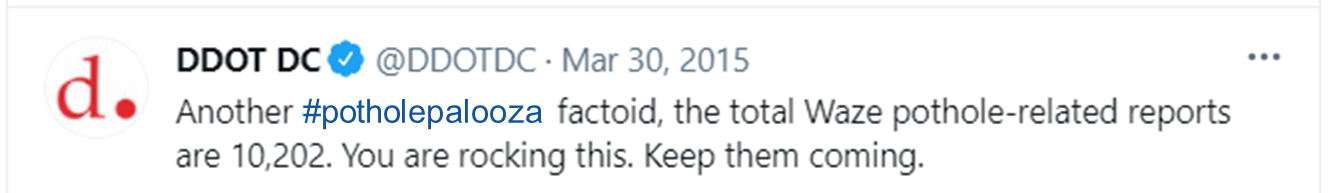 d.
DDOT DC @DDOTDC · Mar 30, 2015
Another #potholepalooza factoid, the total Waze pothole-related reports
are 10,202. You are rocking this. Keep them coming.